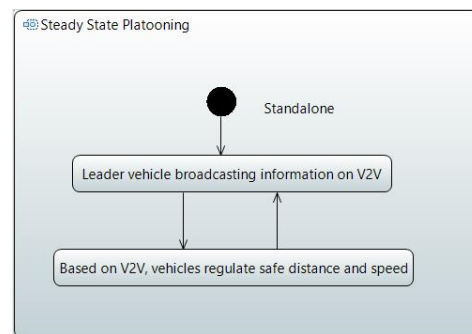 Steady State Platooning
Standalone
Leader vehicle broadcasting information on V2V
Based on V2V, vehicles regulate safe distance and speed